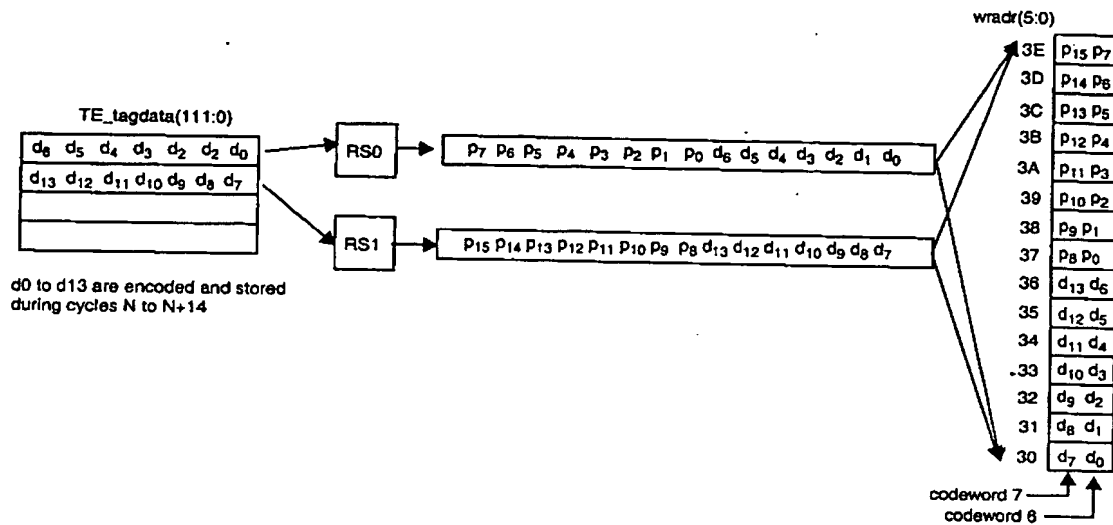 wradr(5:0)
TE_tagdata(111:0)
d6 d5 d4 d3 d2 d2 d0
d13 d12 d11 d10 d9 d8 d7
RS0
p7 p6 p5 p4 p3 p2 p1 p0 d6 d5 d4 d3 d2 d1 d0
RS1
p15 p14 p13 p12 p11 p10 p9 p8 d13 d12 d11 d10 d9 d8 d7
d0 to d13 are encoded and stored
during cycles N to N+14
3E p15 p7
3D p14 p6
3C p13 p5
3B p12 p4
3A p11 p3
39 p10 p2
38 p9 p1
37 p8 p0
36 d13 d6
35 d12 d5
34 d11 d4
33 d10 d3
32 d9 d2
31 d8 d1
30 d7 d0
codeword 7
codeword 6